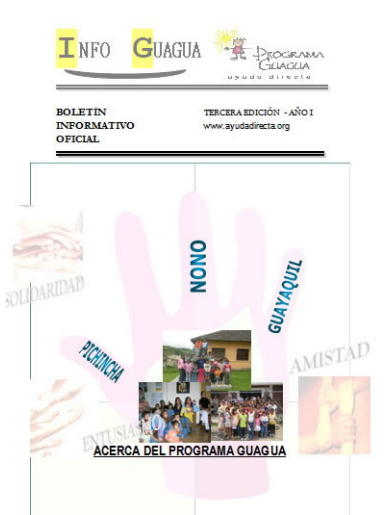 INFO GUAGUA
PROGRAMA
GUAGUA
ayuda directa
BOLETÍN
INFORMATIVO
OFICIAL
TERCERA EDICIÓN - AÑO I
www.ayudadirecta.org
NONO
GUAYAQUIL
SOLIDARIDAD
PICHINCHA
AMISTAD
ENTUSIAS
ACERCA DEL PROGRAMA GUAGUA